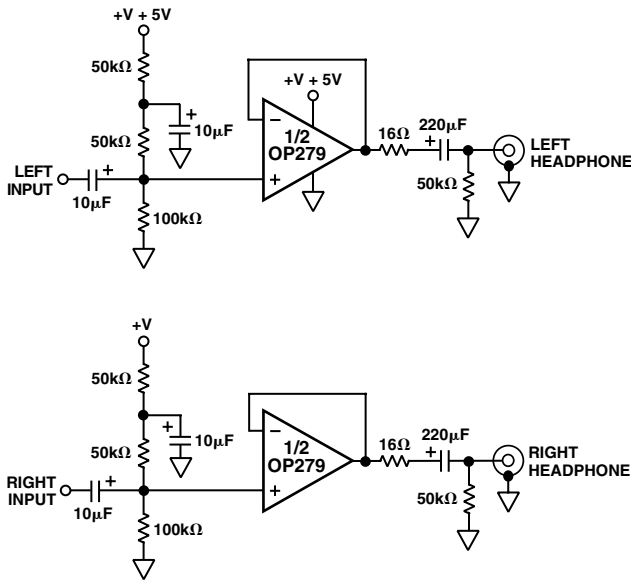 +V + 5V
50kΩ
+V + 5V
+
50kΩ
10µF
−
1/2
OP279
16Ω
220µF
+
LEFT
HEADPHONE
LEFT
INPUT
+
10µF
+
50kΩ
100kΩ
+V
50kΩ
+
50kΩ
10µF
−
1/2
OP279
16Ω
220µF
+
RIGHT
HEADPHONE
RIGHT
INPUT
+
10µF
+
50kΩ
100kΩ